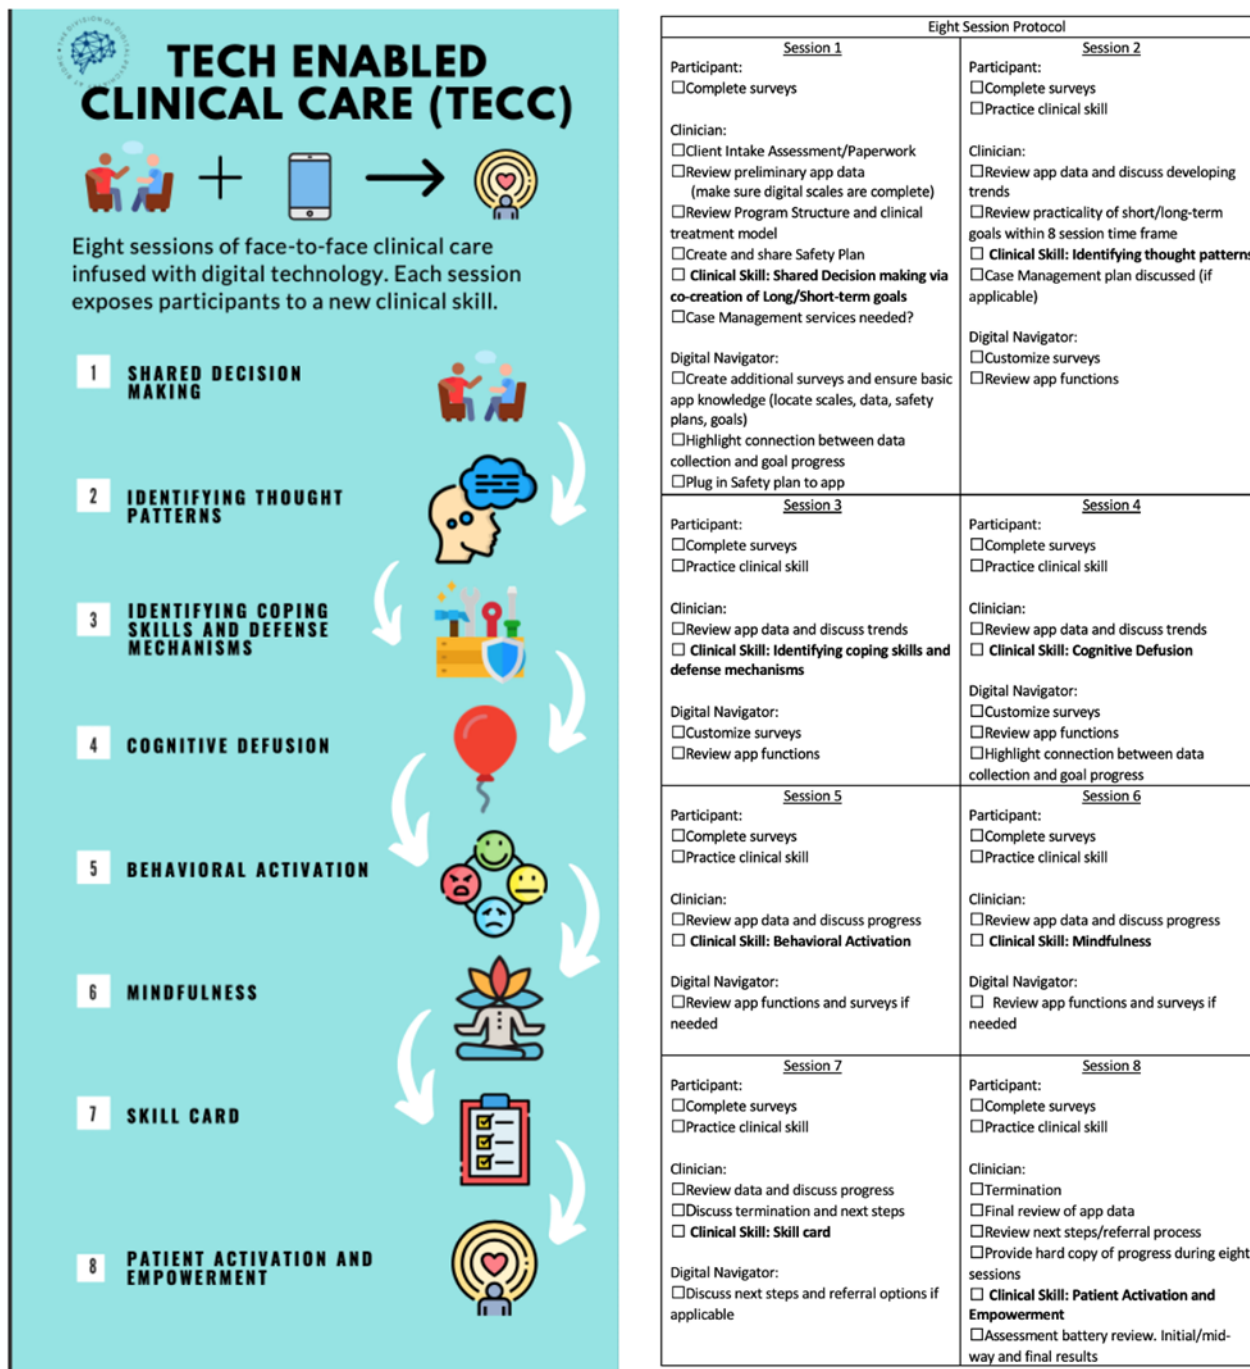 TECH ENABLED
CLINICAL CARE (TECC)
Eight sessions of face-to-face clinical care
infused with digital technology. Each session
exposes participants to a new clinical skill.
1
SHARED DECISION
MAKING
2
IDENTIFYING THOUGHT
PATTERNS
3
IDENTIFYING COPING
SKILLS AND DEFENSE
MECHANISMS
4
COGNITIVE DEFUSION
5
BEHAVIORAL ACTIVATION
6
MINDFULNESS
7
SKILL CARD
8
PATIENT ACTIVATION AND
EMPOWERMENT
Eight Session Protocol
Session 1
Participant:
☐Complete surveys
Clinician:
☐Client Intake Assessment/Paperwork
☐Review preliminary app data
(make sure digital scales are complete)
☐Review Program Structure and clinical
treatment model
☐Create and share Safety Plan
☐ Clinical Skill: Shared Decision making via
co-creation of Long/Short-term goals
☐Case Management services needed?
Digital Navigator:
☐Create additional surveys and ensure basic
app knowledge (locate scales, data, safety
plans, goals)
☐Highlight connection between data
collection and goal progress
☐Plug in Safety plan to app
Session 2
Participant:
☐Complete surveys
☐Practice clinical skill
Clinician:
☐Review app data and discuss developing
trends
☐Review practicality of short/long-term
goals within 8 session time frame
☐ Clinical Skill: Identifying thought patterns
☐Case Management plan discussed (if
applicable)
Digital Navigator:
☐Customize surveys
☐Review app functions
Session 3
Participant:
☐Complete surveys
☐Practice clinical skill
Clinician:
☐Review app data and discuss trends
☐ Clinical Skill: Identifying coping skills and
defense mechanisms
Digital Navigator:
☐Customize surveys
☐Review app functions
Session 4
Participant:
☐Complete surveys
☐Practice clinical skill
Clinician:
☐Review app data and discuss trends
☐ Clinical Skill: Cognitive Defusion
Digital Navigator:
☐Customize surveys
☐Review app functions
☐Highlight connection between data
collection and goal progress
Session 5
Participant:
☐Complete surveys
☐Practice clinical skill
Clinician:
☐Review app data and discuss progress
☐ Clinical Skill: Behavioral Activation
Digital Navigator:
☐Review app functions and surveys if
needed
Session 6
Participant:
☐Complete surveys
☐Practice clinical skill
Clinician:
☐Review app data and discuss progress
☐ Clinical Skill: Mindfulness
Digital Navigator:
☐ Review app functions and surveys if
needed
Session 7
Participant:
☐Complete surveys
☐Practice clinical skill
Clinician:
☐Review data and discuss progress
☐Discuss termination and next steps
☐ Clinical Skill: Skill card
Digital Navigator:
☐Discuss next steps and referral options if
applicable
Session 8
Participant:
☐Complete surveys
☐Practice clinical skill
Clinician:
☐Termination
☐Final review of app data
☐Review next steps/referral process
☐Provide hard copy of progress during eight
sessions
☐ Clinical Skill: Patient Activation and
Empowerment
☐Assessment battery review. Initial/mid-
way and final results